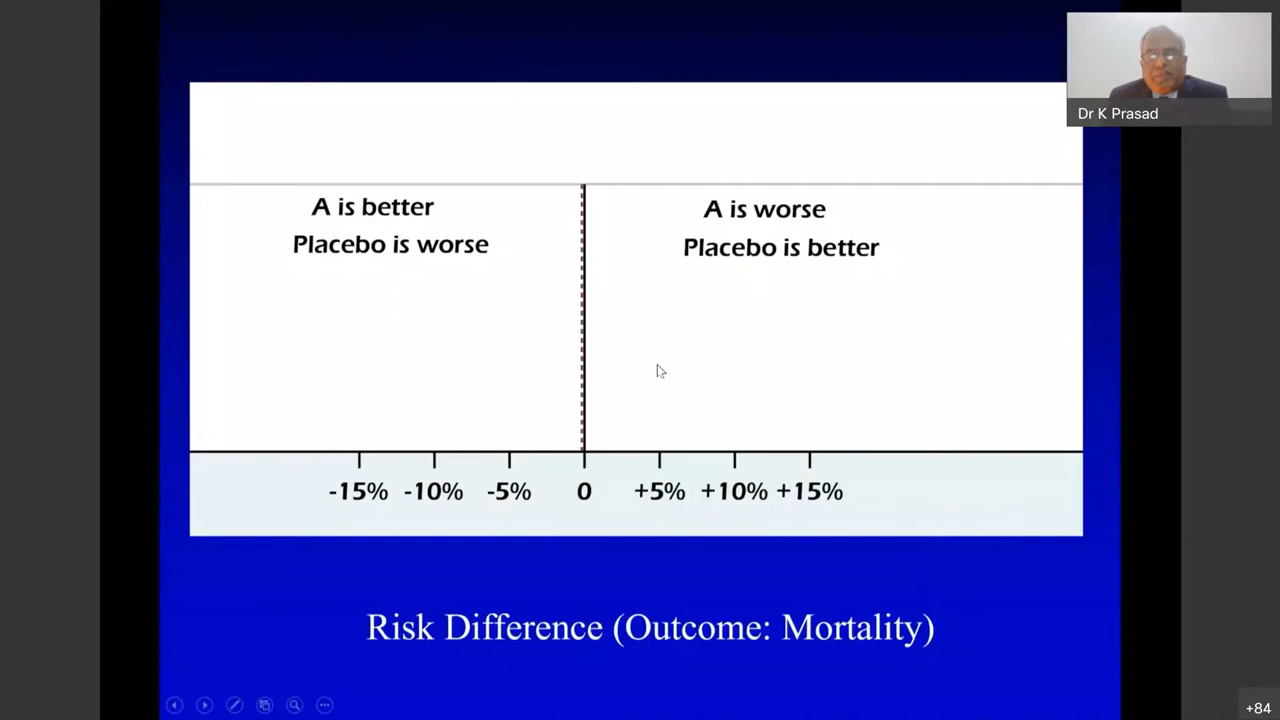 Dr K Prasad
A is better
Placebo is worse
A is worse
Placebo is better
-15% -10% -5% 0 +5% +10% +15%
Risk Difference (Outcome: Mortality)
+84